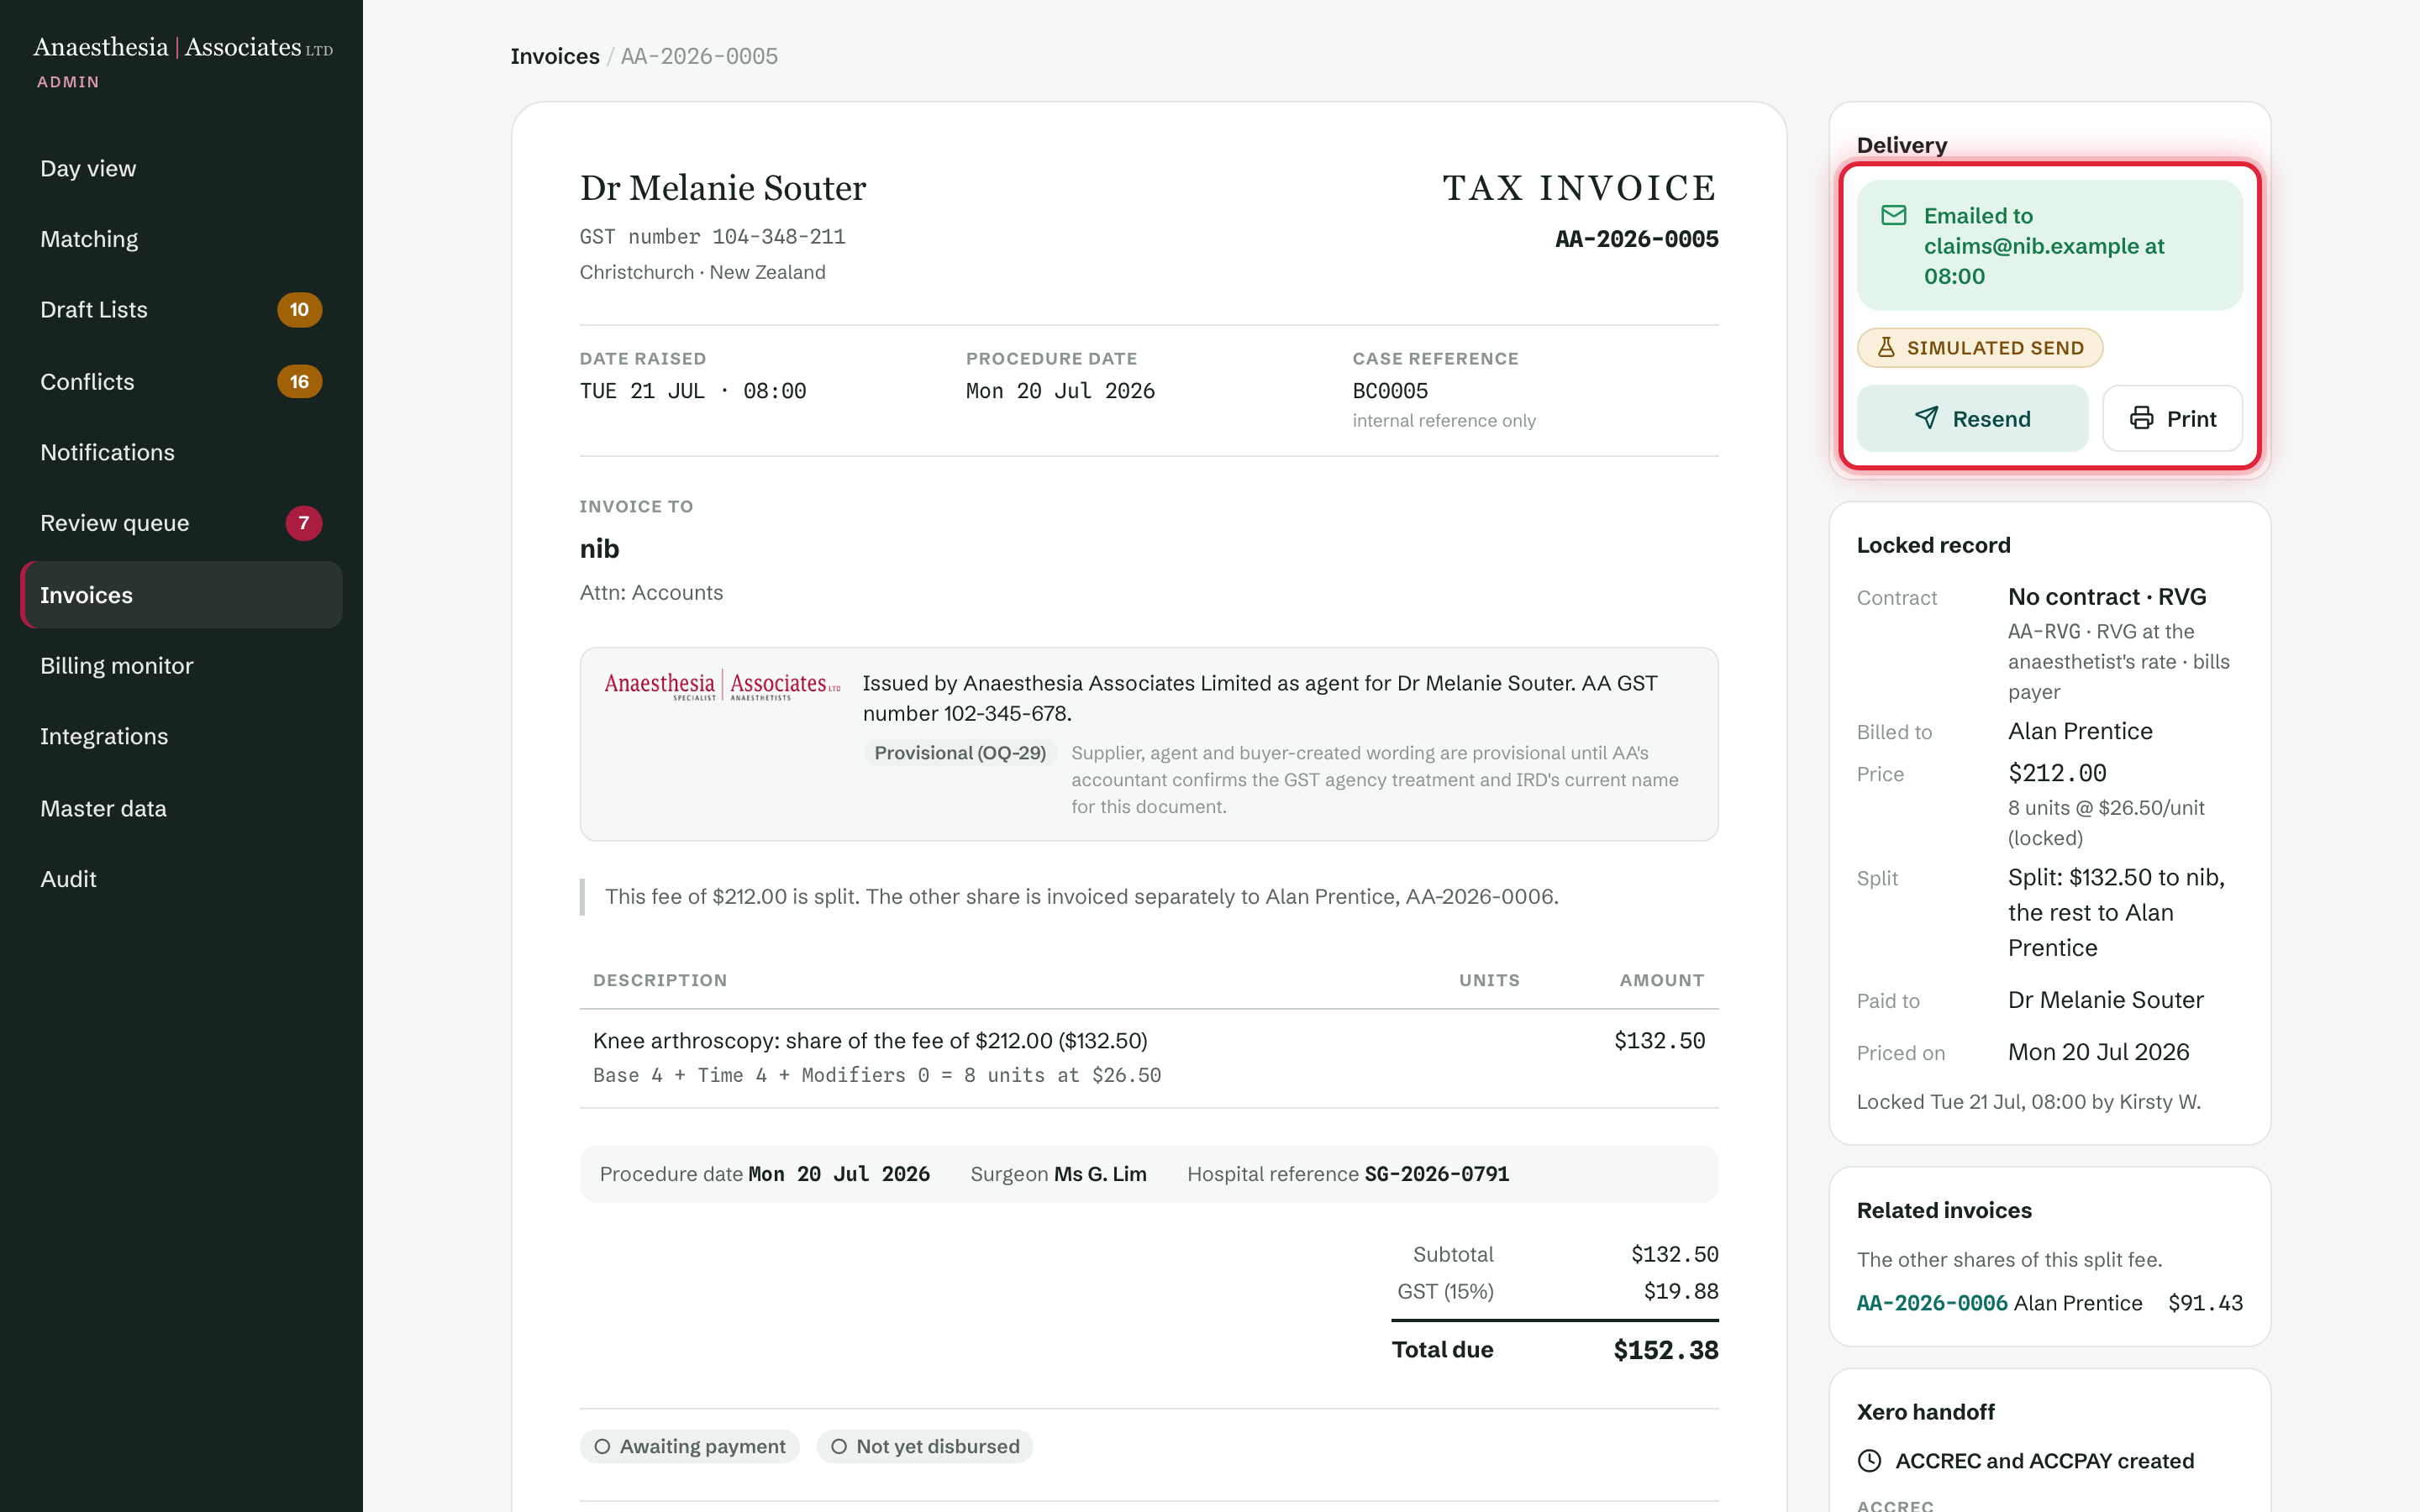 Anaesthesia | Associates LTD
ADMIN
Day view
Matching
Draft Lists 10
Conflicts 16
Notifications
Review queue 7
Invoices
Billing monitor
Integrations
Master data
Audit
Invoices / AA-2026-0005
Dr Melanie Souter
GST number 104-348-211
Christchurch · New Zealand
TAX INVOICE
AA-2026-0005
DATE RAISED
TUE 21 JUL · 08:00
PROCEDURE DATE
Mon 20 Jul 2026
CASE REFERENCE
BC0005
internal reference only
INVOICE TO
nib
Attn: Accounts
Anaesthesia | Associates LTD
SPECIALIST ANAESTHETISTS
Issued by Anaesthesia Associates Limited as agent for Dr Melanie Souter. AA GST
number 102-345-678.
Provisional (OQ-29)
Supplier, agent and buyer-created wording are provisional until AA's
accountant confirms the GST agency treatment and IRD's current name
for this document.
This fee of $212.00 is split. The other share is invoiced separately to Alan Prentice, AA-2026-0006.
DESCRIPTION UNITS AMOUNT
Knee arthroscopy: share of the fee of $212.00 ($132.50) $132.50
Base 4 + Time 4 + Modifiers 0 = 8 units at $26.50
Procedure date Mon 20 Jul 2026 Surgeon Ms G. Lim Hospital reference SG-2026-0791
Subtotal $132.50
GST (15%) $19.88
Total due $152.38
Awaiting payment
Not yet disbursed
Delivery
Emailed to
claims@nib.example at
08:00
SIMULATED SEND
Resend
Print
Locked record
Contract No contract · RVG
AA-RVG · RVG at the
anaesthetist's rate · bills
payer
Billed to Alan Prentice
Price $212.00
8 units @ $26.50/unit
(locked)
Split Split: $132.50 to nib,
the rest to Alan
Prentice
Paid to Dr Melanie Souter
Priced on Mon 20 Jul 2026
Locked Tue 21 Jul, 08:00 by Kirsty W.
Related invoices
The other shares of this split fee.
AA-2026-0006 Alan Prentice $91.43
Xero handoff
ACCREC and ACCPAY created
ACCREC